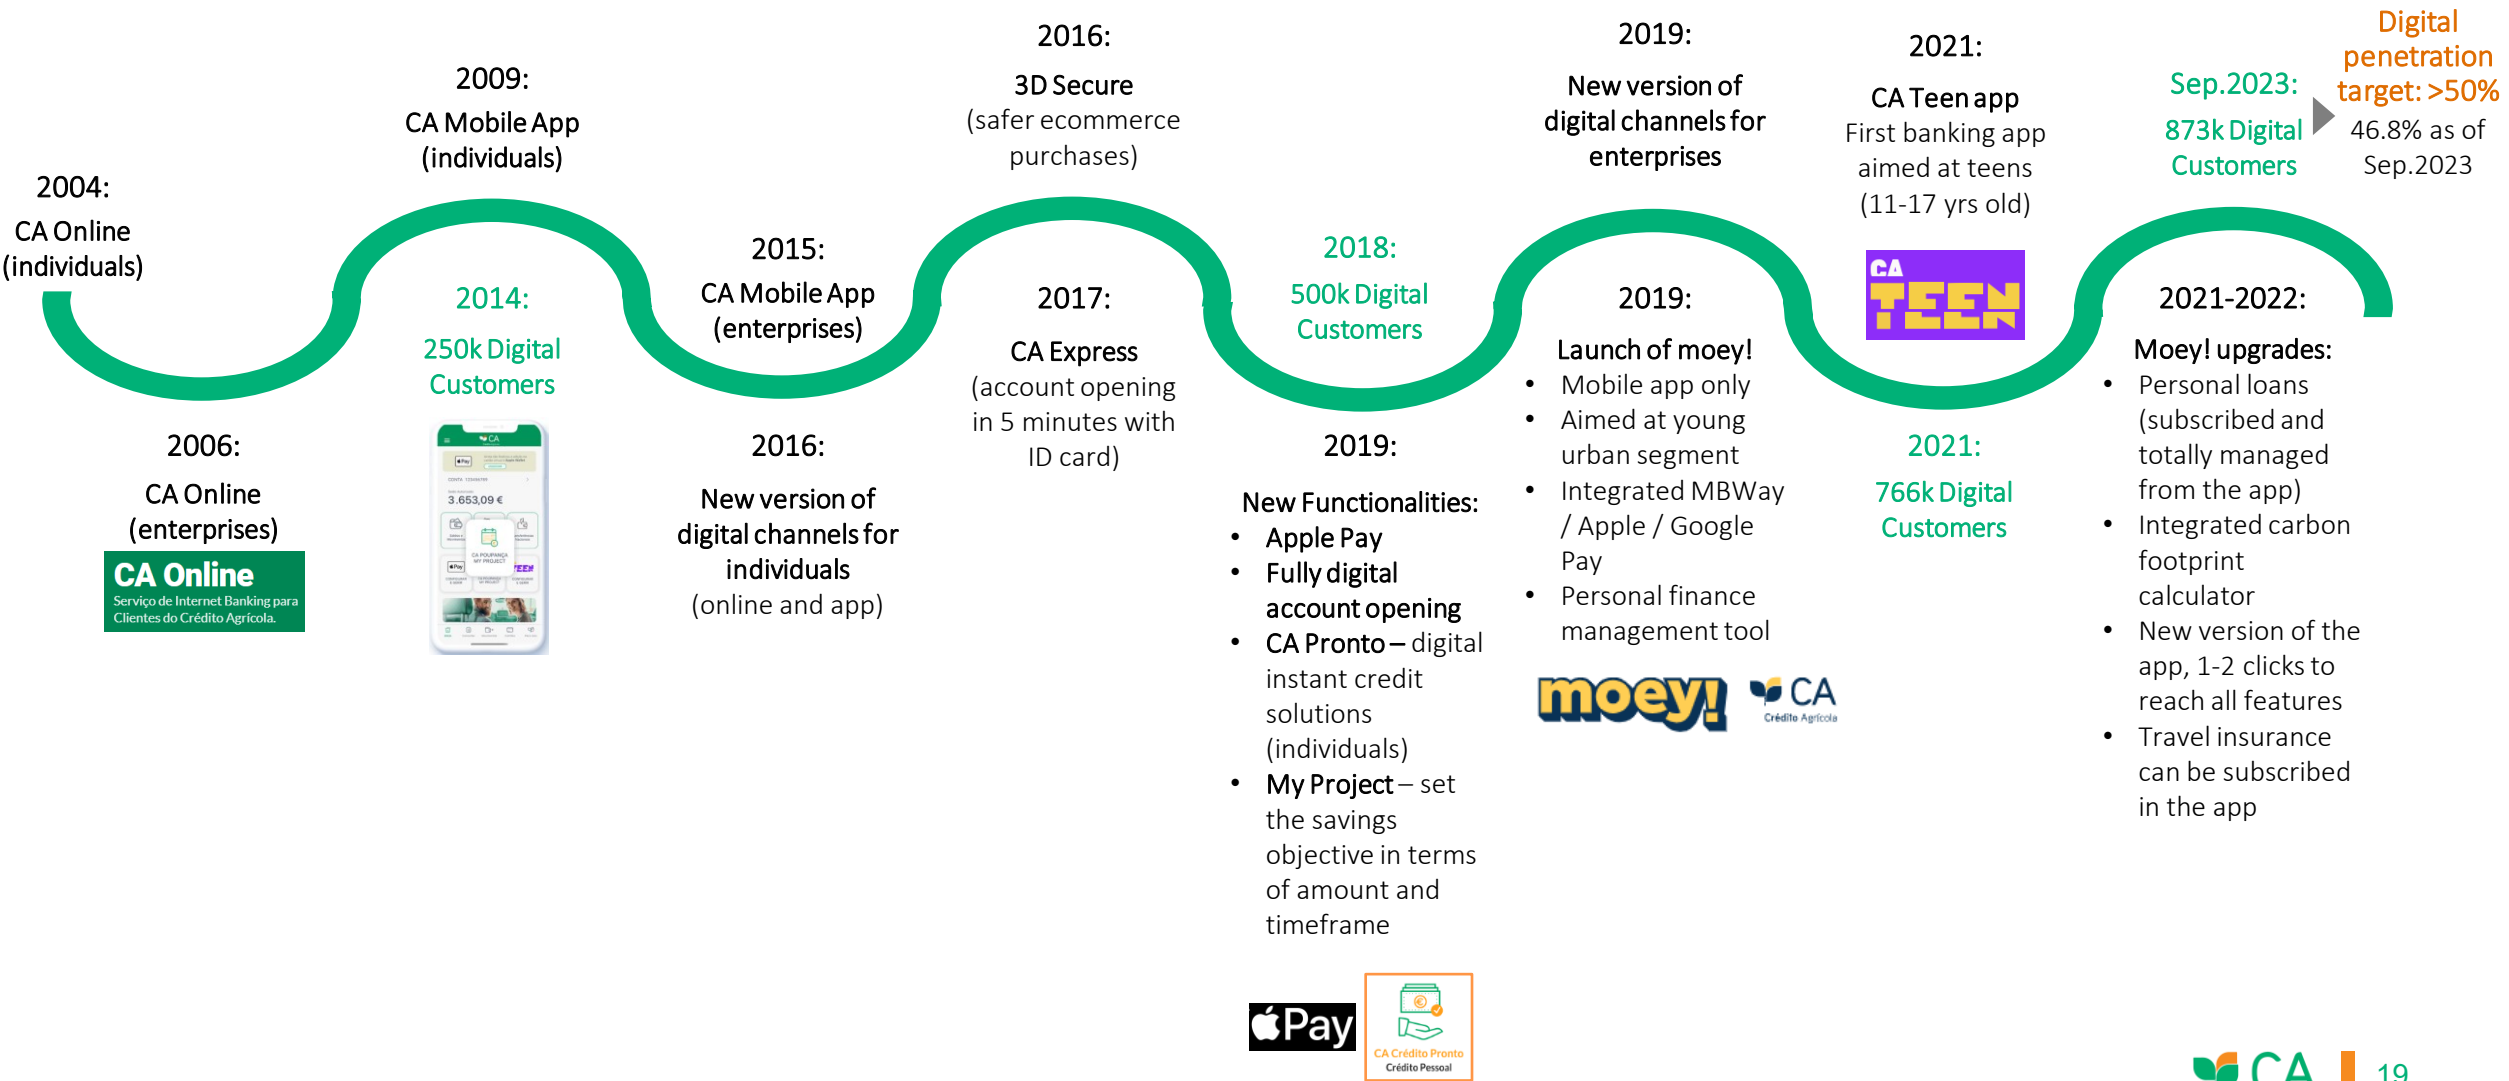 2004:
CA Online
(individuals)
2006:
CA Online
(enterprises)
CA Online
Serviço de Internet Banking para
Clientes do Crédito Agrícola.
2009:
CA Mobile App
(individuals)
2014:
250k Digital
Customers
CA
Pay
3.653,09 €
CA POUPANÇA
MY PROJECT
2015:
CA Mobile App
(enterprises)
2016:
New version of
digital channels for
individuals
(online and app)
2016:
3D Secure
(safer ecommerce
purchases)
2017:
CA Express
(account opening
in 5 minutes with
ID card)
2018:
500k Digital
Customers
2019:
New Functionalities:
• Apple Pay
• Fully digital
account opening
• CA Pronto – digital
instant credit
solutions
(individuals)
• My Project – set
the savings
objective in terms
of amount and
timeframe
Pay
CA Crédito Pronto
Crédito Pessoal
2019:
New version of
digital channels for
enterprises
2019:
Launch of moey!
• Mobile app only
• Aimed at young
urban segment
• Integrated MBWay
/ Apple / Google
Pay
• Personal finance
management tool
moey!
CA
Crédito Agrícola
2021:
CA Teen app
First banking app
aimed at teens
(11-17 yrs old)
CA
TEEN
2021:
766k Digital
Customers
Sep.2023:
873k Digital
Customers
Digital
penetration
target: >50%
46.8% as of
Sep.2023
2021-2022:
Moey! upgrades:
• Personal loans
(subscribed and
totally managed
from the app)
• Integrated carbon
footprint
calculator
• New version of the
app, 1-2 clicks to
reach all features
• Travel insurance
can be subscribed
in the app
CA
19